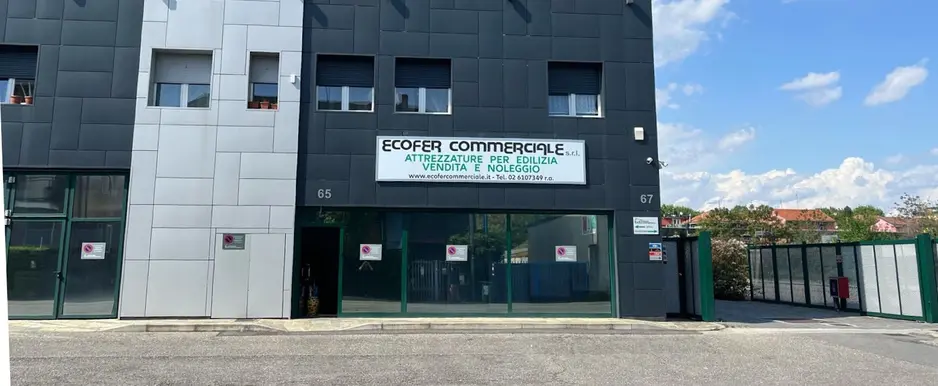 ECOFER COMMERCIALE s.r.l.
ATTREZZATURE PER EDILIZIA
VENDITA E NOLEGGIO
www.ecofercommerciale.it - Tel. 02 6107349 r.a.
65
67